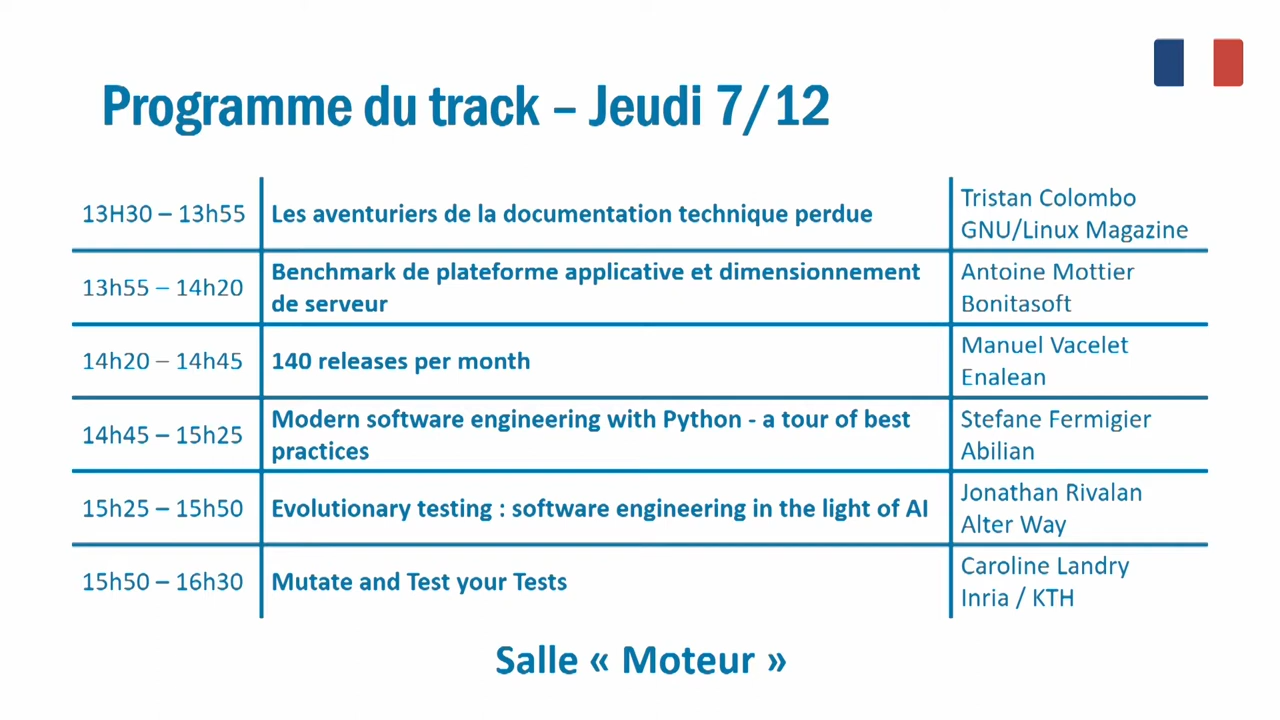 Programme du track – Jeudi 7/12
13H30 – 13h55
Les aventuriers de la documentation technique perdue
Tristan Colombo
GNU/Linux Magazine
13h55 – 14h20
Benchmark de plateforme applicative et dimensionnement
de serveur
Antoine Mottier
Bonitasoft
14h20 – 14h45
140 releases per month
Manuel Vacelet
Enalean
14h45 – 15h25
Modern software engineering with Python - a tour of best
practices
Stefane Fermigier
Abilian
15h25 – 15h50
Evolutionary testing : software engineering in the light of AI
Jonathan Rivalan
Alter Way
15h50 – 16h30
Mutate and Test your Tests
Caroline Landry
Inria / KTH
Salle « Moteur »